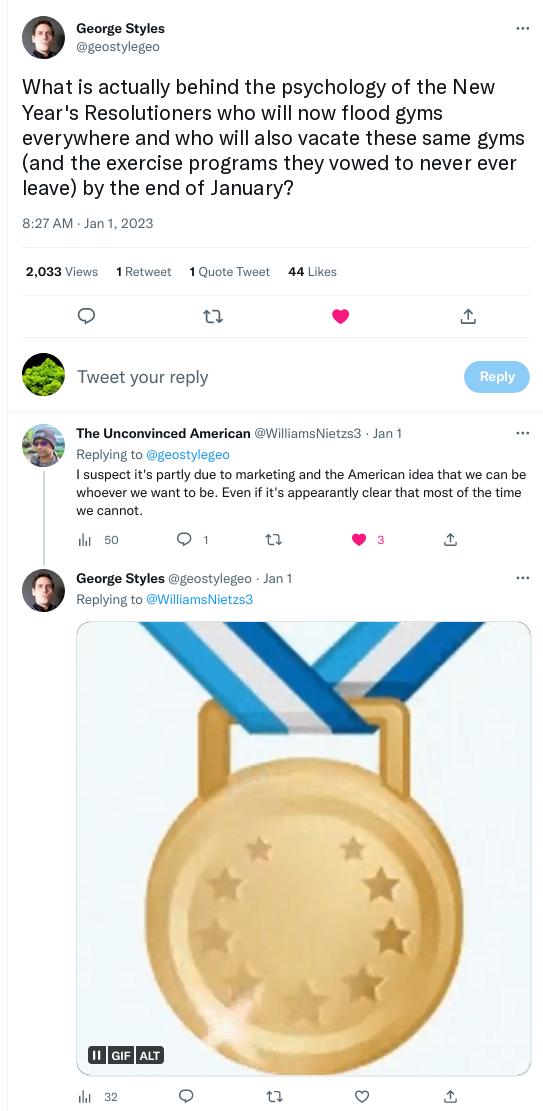 George Styles
@geostylegeo
What is actually behind the psychology of the New
Year's Resolutioners who will now flood gyms
everywhere and who will also vacate these same gyms
(and the exercise programs they vowed to never ever
leave) by the end of January?
8:27 AM · Jan 1, 2023
2,033 Views 1 Retweet 1 Quote Tweet 44 Likes
Tweet your reply
Reply
The Unconvinced American @WilliamsNietzs3 · Jan 1
Replying to @geostylegeo
I suspect it's partly due to marketing and the American idea that we can be
whoever we want to be. Even if it's appearantly clear that most of the time
we cannot.
50 1 3
George Styles @geostylegeo · Jan 1
Replying to @WilliamsNietzs3
GIF ALT
32